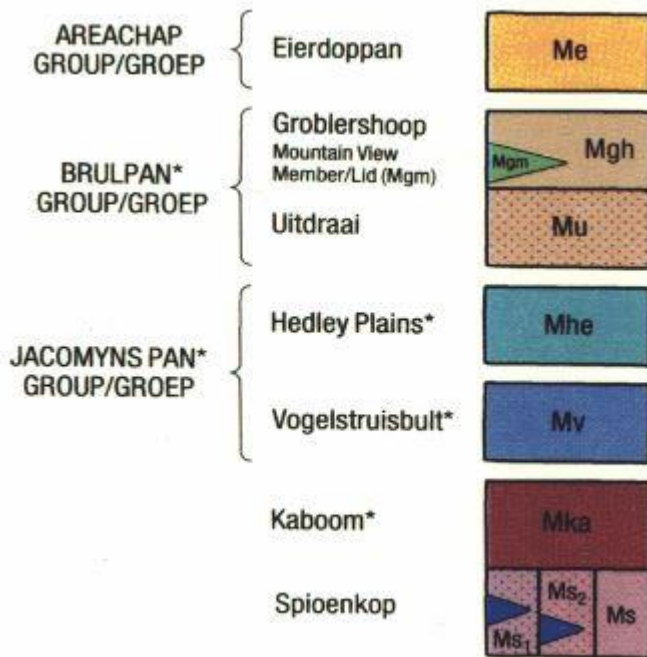 AREACHAP
GROUP/GROEP
Eierdoppan
Me
BRULPAN*
GROUP/GROEP
Groblershoop
Mountain View
Member/Lid (Mgm)
Mgm
Mgh
Uitdraai
Mu
JACOMYNS PAN*
GROUP/GROEP
Hedley Plains*
Mhe
Vogelstruisbult*
Mv
Kaboom*
Mka
Spioenkop
Ms1
Ms2
Ms